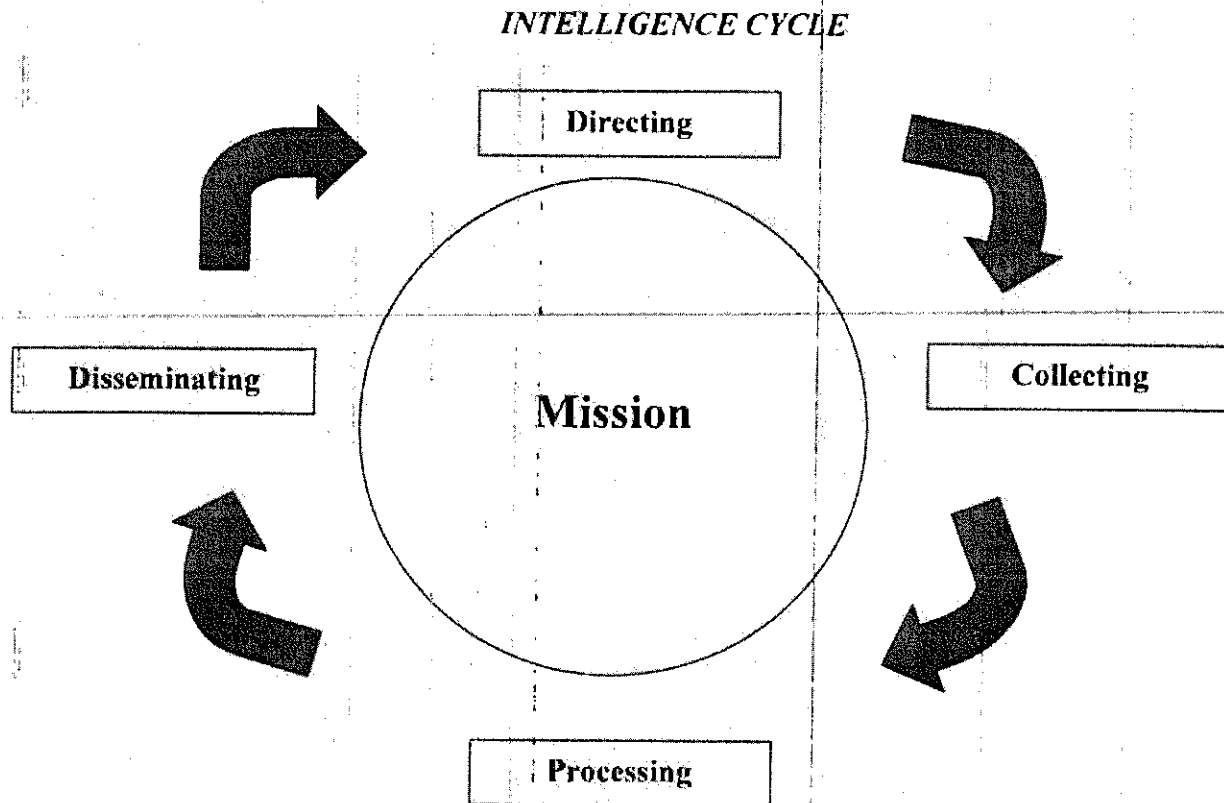 INTELLIGENCE CYCLE
Directing
Disseminating
Collecting
Mission
Processing